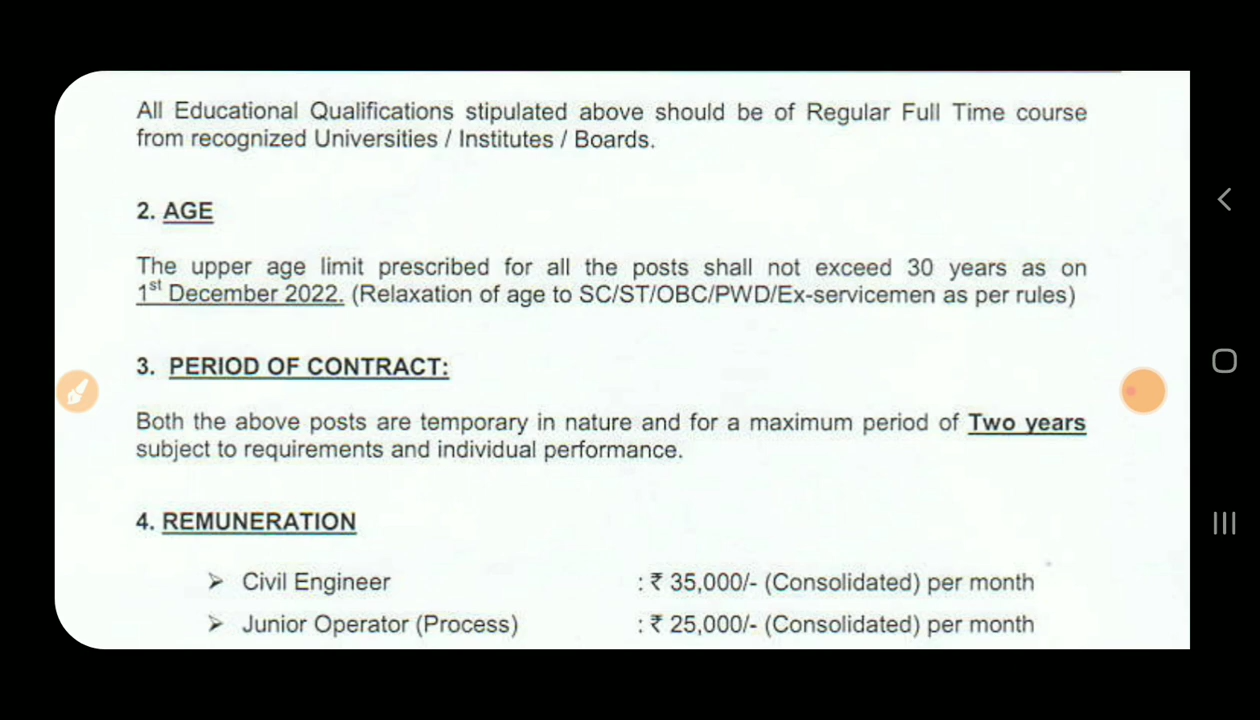 All Educational Qualifications stipulated above should be of Regular Full Time course
from recognized Universities / Institutes / Boards.
2. AGE
The upper age limit prescribed for all the posts shall not exceed 30 years as on
1st December 2022. (Relaxation of age to SC/ST/OBC/PWD/Ex-servicemen as per rules)
3. PERIOD OF CONTRACT:
Both the above posts are temporary in nature and for a maximum period of Two years
subject to requirements and individual performance.
4. REMUNERATION
➢ Civil Engineer : ₹ 35,000/- (Consolidated) per month
➢ Junior Operator (Process) : ₹ 25,000/- (Consolidated) per month